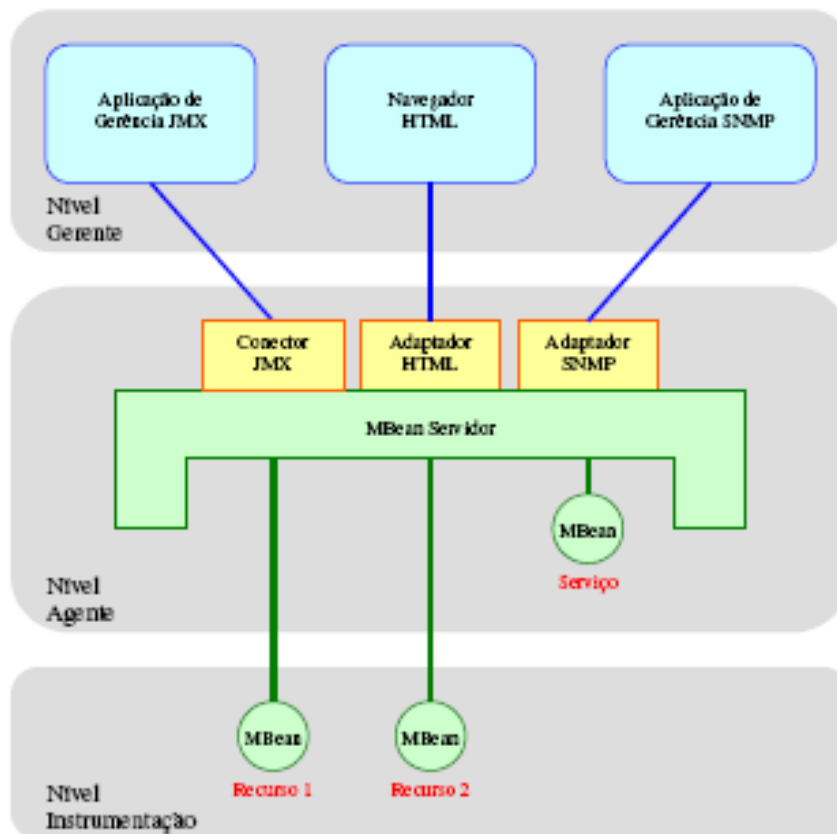 Aplicação de
Gerência JMX
Navegador
HTML
Aplicação de
Gerência SNMP
Nível
Gerente
Conector
JMX
Adaptador
HTML
Adaptador
SNMP
MBean Servidor
MBean
Serviço
Nível
Agente
MBean
Recurso 1
MBean
Recurso 2
Nível
Instrumentação